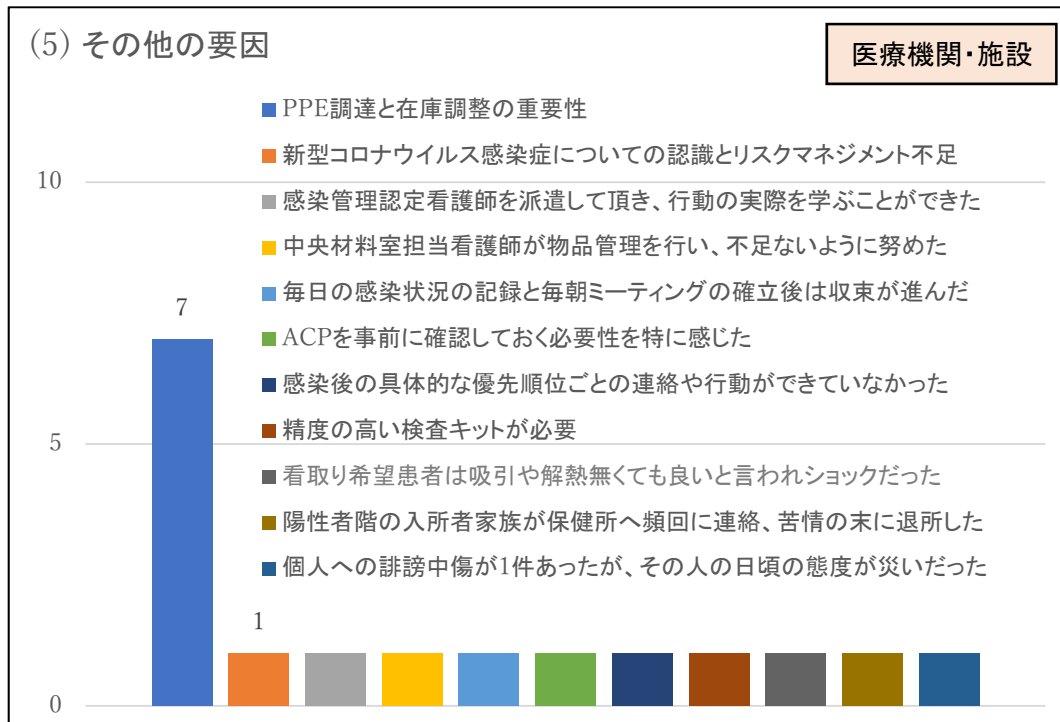 (5) その他の要因
医療機関・施設
PPE調達と在庫調整の重要性
新型コロナウイルス感染症についての認識とリスクマネジメント不足
10
感染管理認定看護師を派遣して頂き、行動の実際を学ぶことができた
中央材料室担当看護師が物品管理を行い、不足ないように努めた
毎日の感染状況の記録と毎朝ミーティングの確立後は収束が進んだ
7
ACPを事前に確認しておく必要性を特に感じた
感染後の具体的な優先順位ごとの連絡や行動ができていなかった
精度の高い検査キットが必要
5
看取り希望患者は吸引や解熱無くても良いと言われショックだった
陽性者階の入所者家族が保健所へ頻回に連絡、苦情の末に退所した
個人への誹謗中傷が1件あったが、その人の日頃の態度が災いだった
1
0